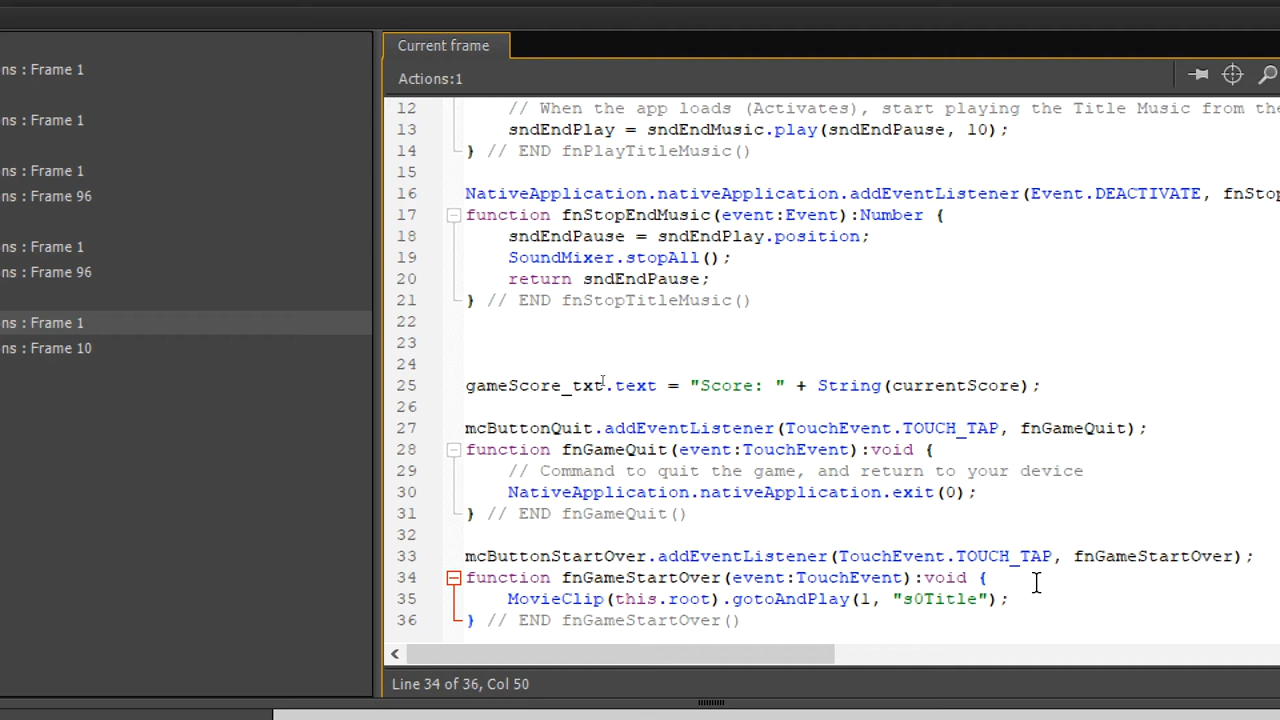 Current frame
Actions:1
ns : Frame 1
ns : Frame 1
ns : Frame 1
ns : Frame 96
ns : Frame 1
ns : Frame 96
ns : Frame 1
ns : Frame 10
12 // When the app loads (Activates), start playing the Title Music from the
13 sndEndPlay = sndEndMusic.play(sndEndPause, 10);
14 } // END fnPlayTitleMusic()
15
16 NativeApplication.nativeApplication.addEventListener(Event.DEACTIVATE, fnStop
17 function fnStopEndMusic(event:Event):Number {
18 sndEndPause = sndEndPlay.position;
19 SoundMixer.stopAll();
20 return sndEndPause;
21 } // END fnStopTitleMusic()
22
23
24
25 gameScore_txt.text = "Score: " + String(currentScore);
26
27 mcButtonQuit.addEventListener(TouchEvent.TOUCH_TAP, fnGameQuit);
28 function fnGameQuit(event:TouchEvent):void {
29 // Command to quit the game, and return to your device
30 NativeApplication.nativeApplication.exit(0);
31 } // END fnGameQuit()
32
33 mcButtonStartOver.addEventListener(TouchEvent.TOUCH_TAP, fnGameStartOver);
34 function fnGameStartOver(event:TouchEvent):void {
35 MovieClip(this.root).gotoAndPlay(1, "s0Title");
36 } // END fnGameStartOver()
Line 34 of 36, Col 50